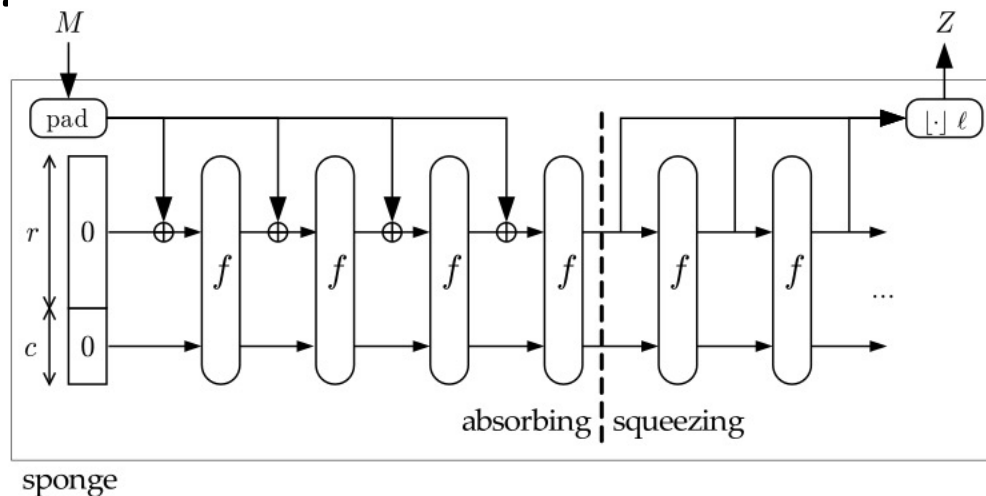 M Z
pad ⌊·⌋ ℓ
r 0 ⊕ ⊕ ⊕ ⊕
f f f f f f
...
c 0
absorbing squeezing
sponge